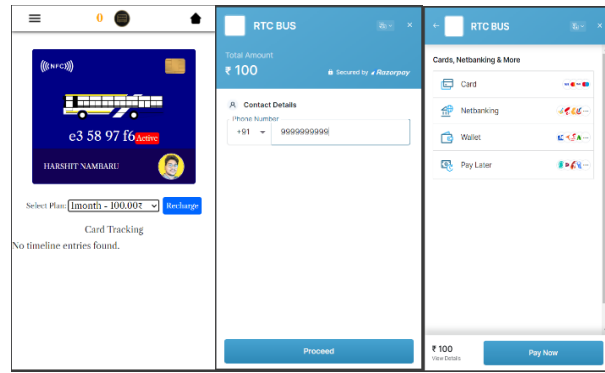 0
(((NFC)))
e3 58 97 f6 Active
HARSHIT NAMBARU
Select Plan: 1month - 100.00₹ Recharge
Card Tracking
No timeline entries found.
RTC BUS
Total Amount
₹ 100
Secured by Razorpay
Contact Details
Phone Number
+91 9999999999
Proceed
RTC BUS
Cards, Netbanking & More
Card
Netbanking
Wallet
Pay Later
₹ 100
View Details
Pay Now